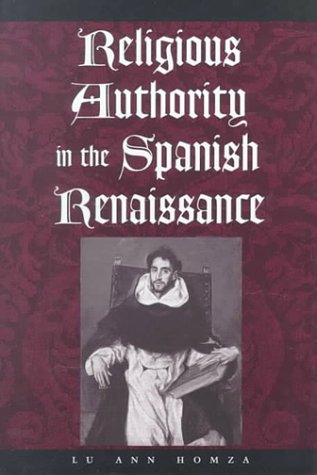 Religious
Authority
in the Spanish
Renaissance
LU ANN HOMZA